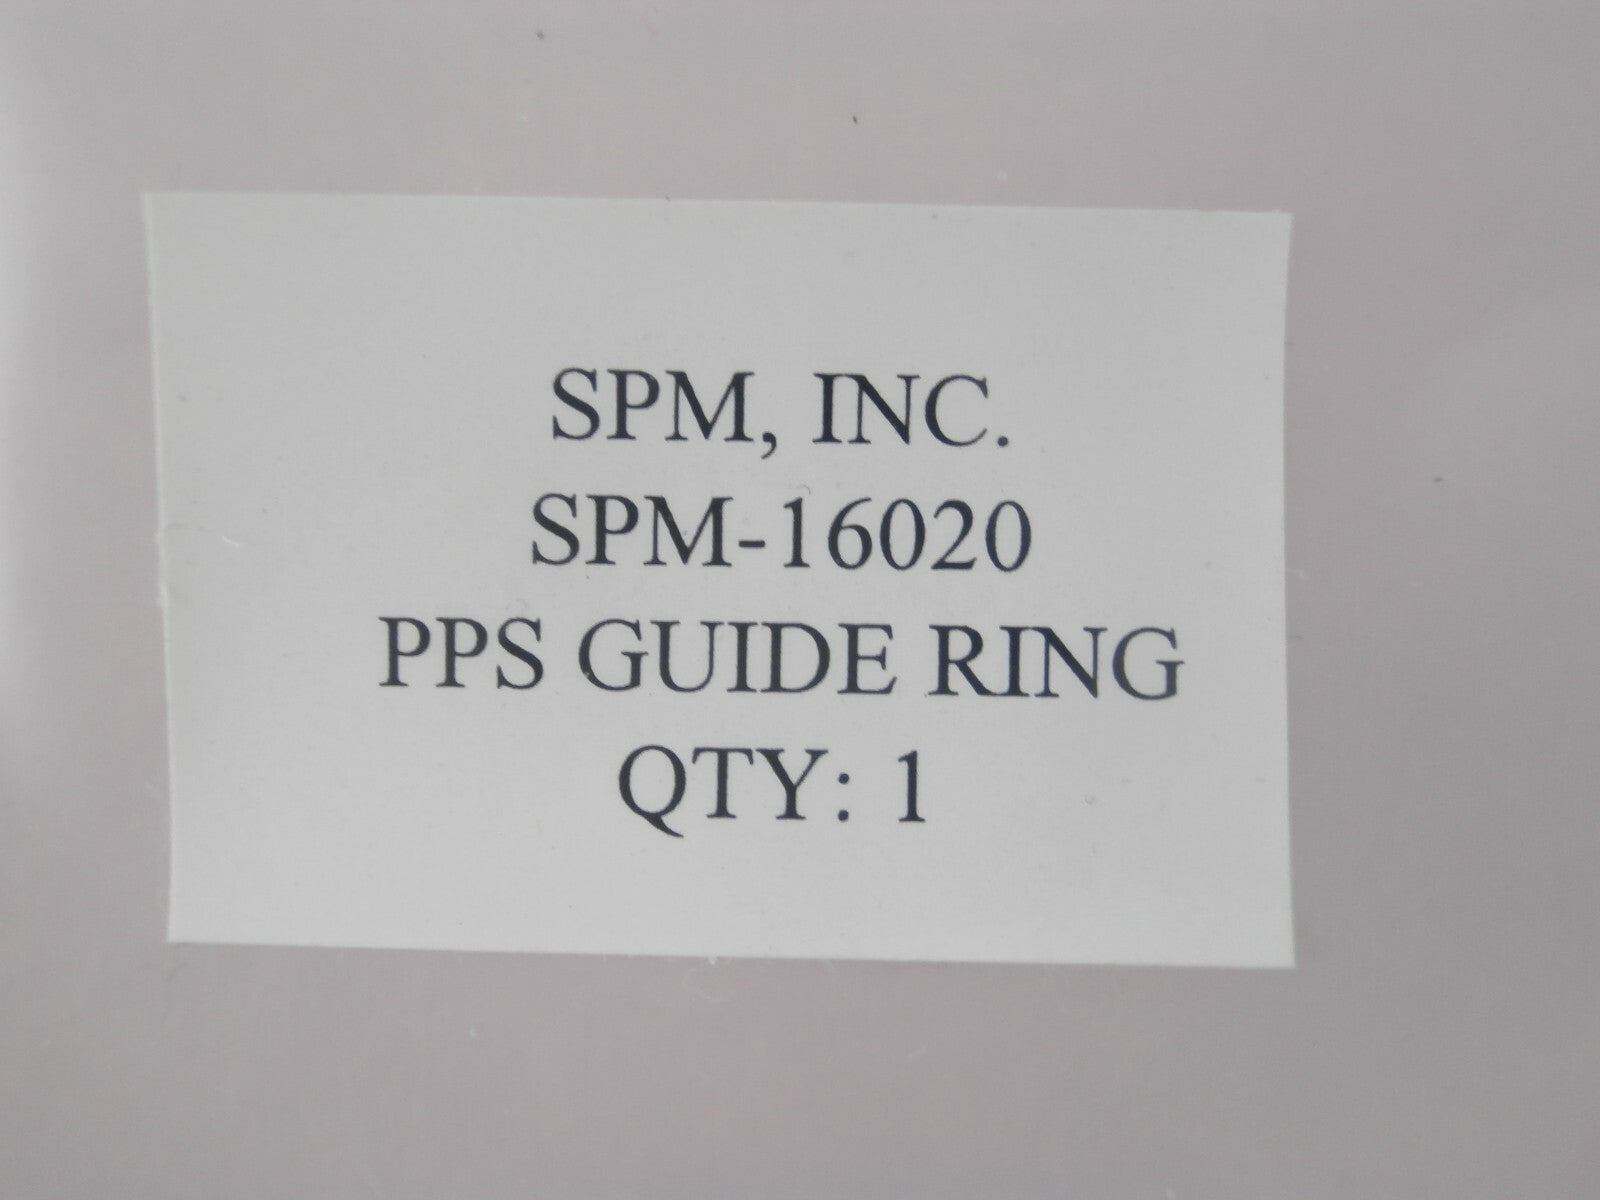 SPM, INC.
SPM-16020
PPS GUIDE RING
QTY: 1